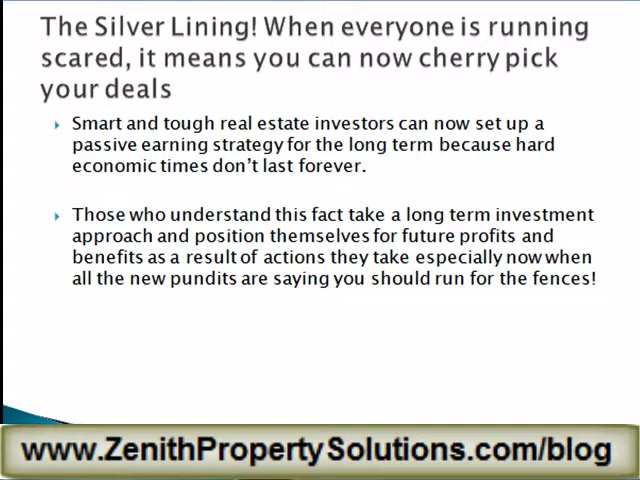 The Silver Lining! When everyone is running
scared, it means you can now cherry pick
your deals
Smart and tough real estate investors can now set up a
passive earning strategy for the long term because hard
economic times don't last forever.
Those who understand this fact take a long term investment
approach and position themselves for future profits and
benefits as a result of actions they take especially now when
all the new pundits are saying you should run for the fences!
www.ZenithPropertySolutions.com/blog